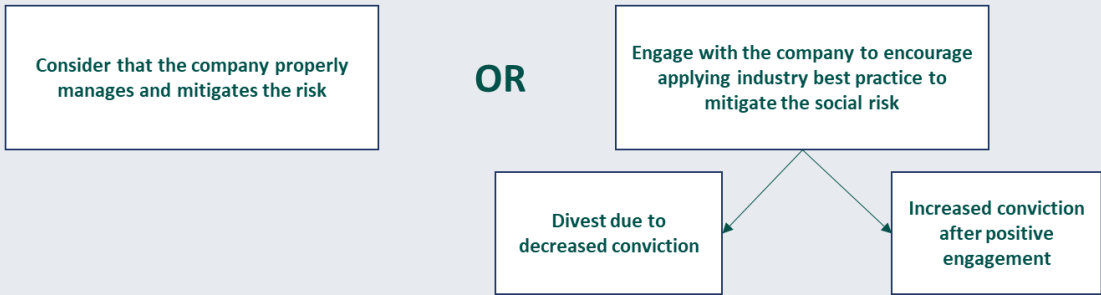 Consider that the company properly
manages and mitigates the risk
OR
Engage with the company to encourage
applying industry best practice to
mitigate the social risk
Divest due to
decreased conviction
Increased conviction
after positive
engagement